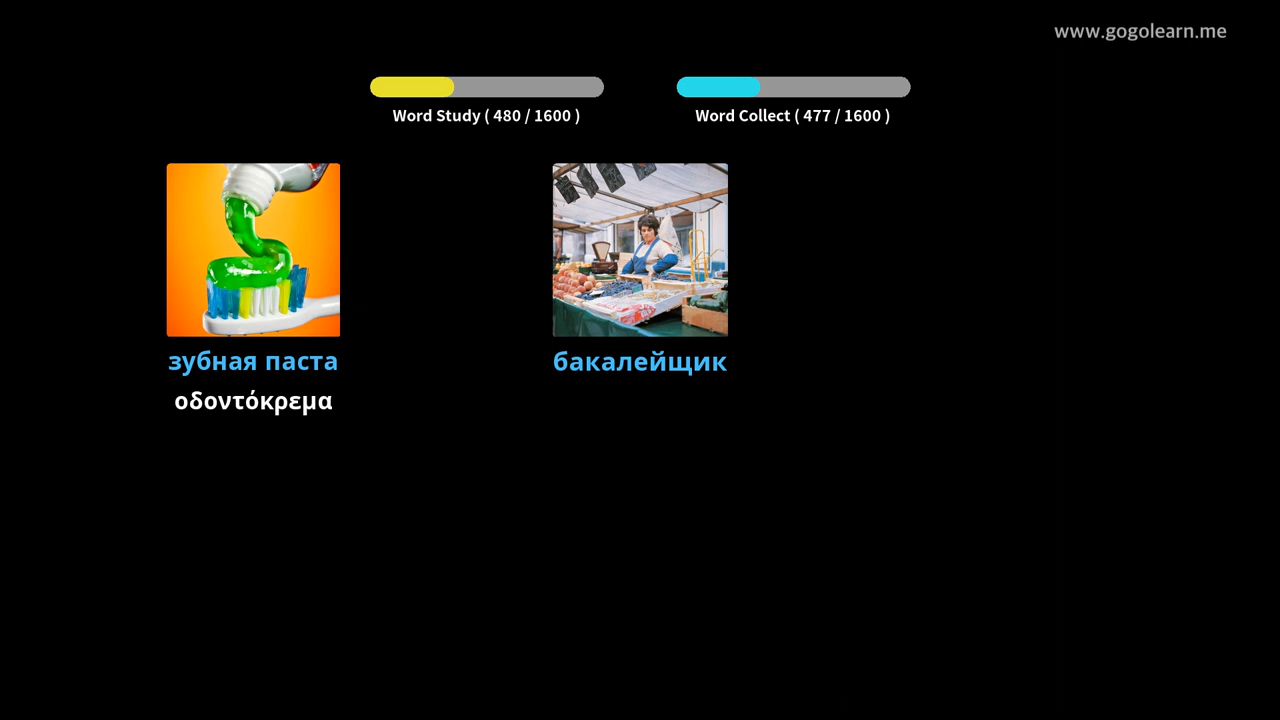 www.gogolearn.me
Word Study ( 480 / 1600 )
Word Collect ( 477 / 1600 )
зубная паста
οδοντόκρεμα
бакалейщик